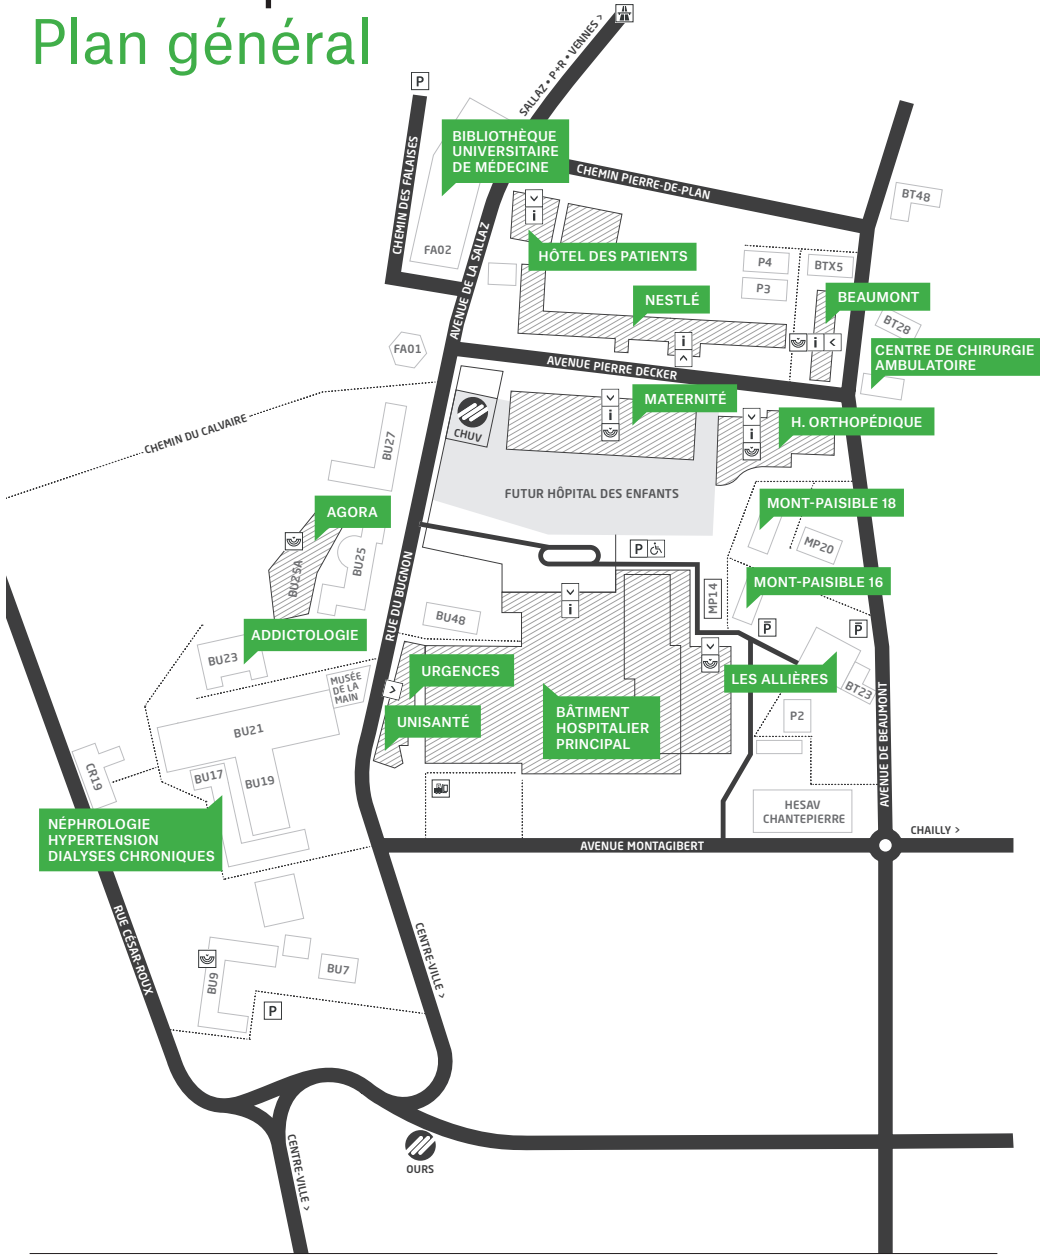 Plan général
SALLAZ • P+R • VENNES >
P
CHEMIN DES FALAISES
BIBLIOTHÈQUE
UNIVERSITAIRE
DE MÉDECINE
CHEMIN PIERRE-DE-PLAN
BT48
FA02
AVENUE DE LA SALLAZ
i
HÔTEL DES PATIENTS
P4
BTX5
P3
NESTLÉ
BEAUMONT
BT28
FA01
i
i
AVENUE PIERRE DECKER
CENTRE DE CHIRURGIE
AMBULATOIRE
CHEMIN DU CALVAIRE
CHUV
MATERNITÉ
i
i
H. ORTHOPÉDIQUE
BU27
FUTUR HÔPITAL DES ENFANTS
AGORA
MONT-PAISIBLE 18
BU25A
BU25
P
MP20
RUE DU BUGNON
MONT-PAISIBLE 16
MP14
i
BU48
P
P
ADDICTOLOGIE
BU23
MUSÉE
DE LA
MAIN
URGENCES
LES ALLIÈRES
BT23
UNISANTÉ
BÂTIMENT
HOSPITALIER
PRINCIPAL
P2
AVENUE DE BEAUMONT
BU21
CR19
BU17
BU19
HESAV
CHANTEPIERRE
NÉPHROLOGIE
HYPERTENSION
DIALYSES CHRONIQUES
AVENUE MONTAGIBERT
CHAILLY >
RUE CÉSAR-ROUX
CENTRE-VILLE >
BU9
BU7
P
CENTRE-VILLE >
OURS